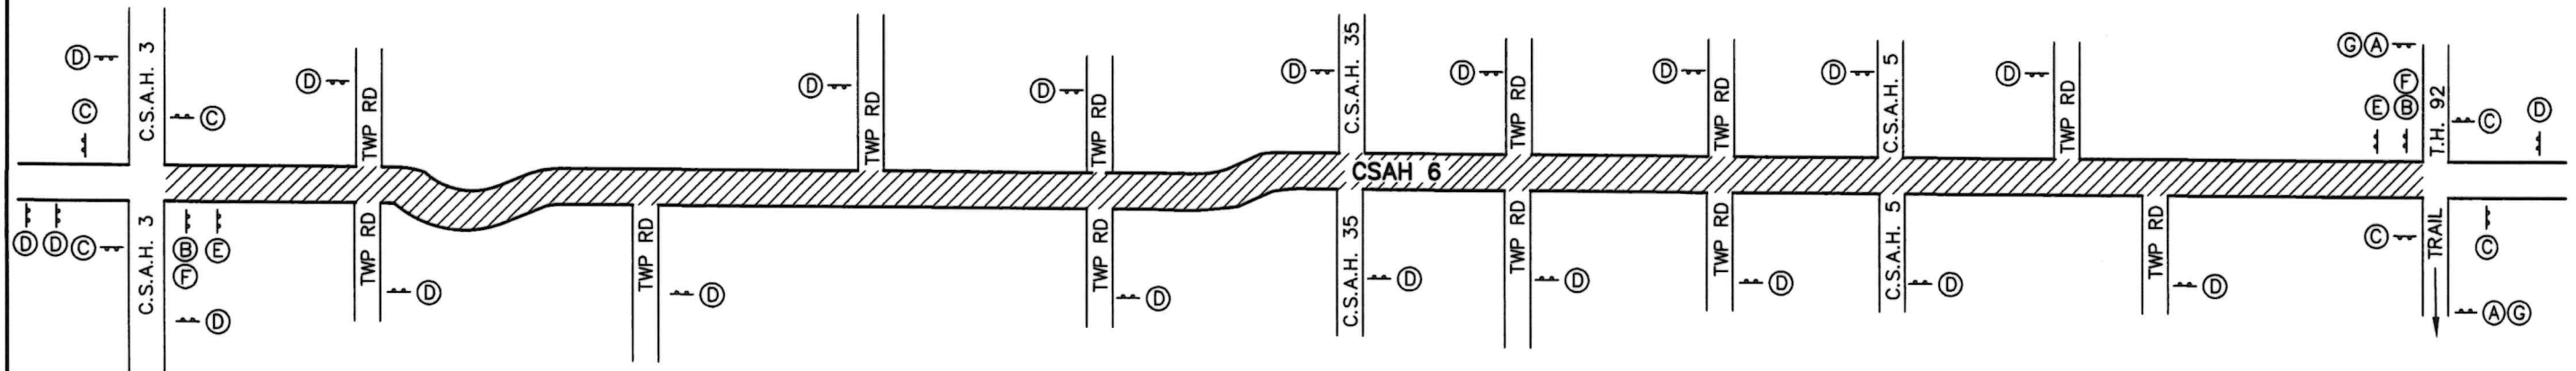 D
C.S.A.H. 3
C
C
D
TWP RD
D
TWP RD
D
TWP RD
D
C.S.A.H. 35
D
TWP RD
D
TWP RD
D
C.S.A.H. 5
D
TWP RD
G A
F
E B
T.H. 92
C
D
CSAH 6
D D C
C.S.A.H. 3
B E
F
D
TWP RD
D
TWP RD
D
TWP RD
D
C.S.A.H. 35
D
TWP RD
D
TWP RD
D
C.S.A.H. 5
D
TWP RD
D
C
TRAIL
C
A G